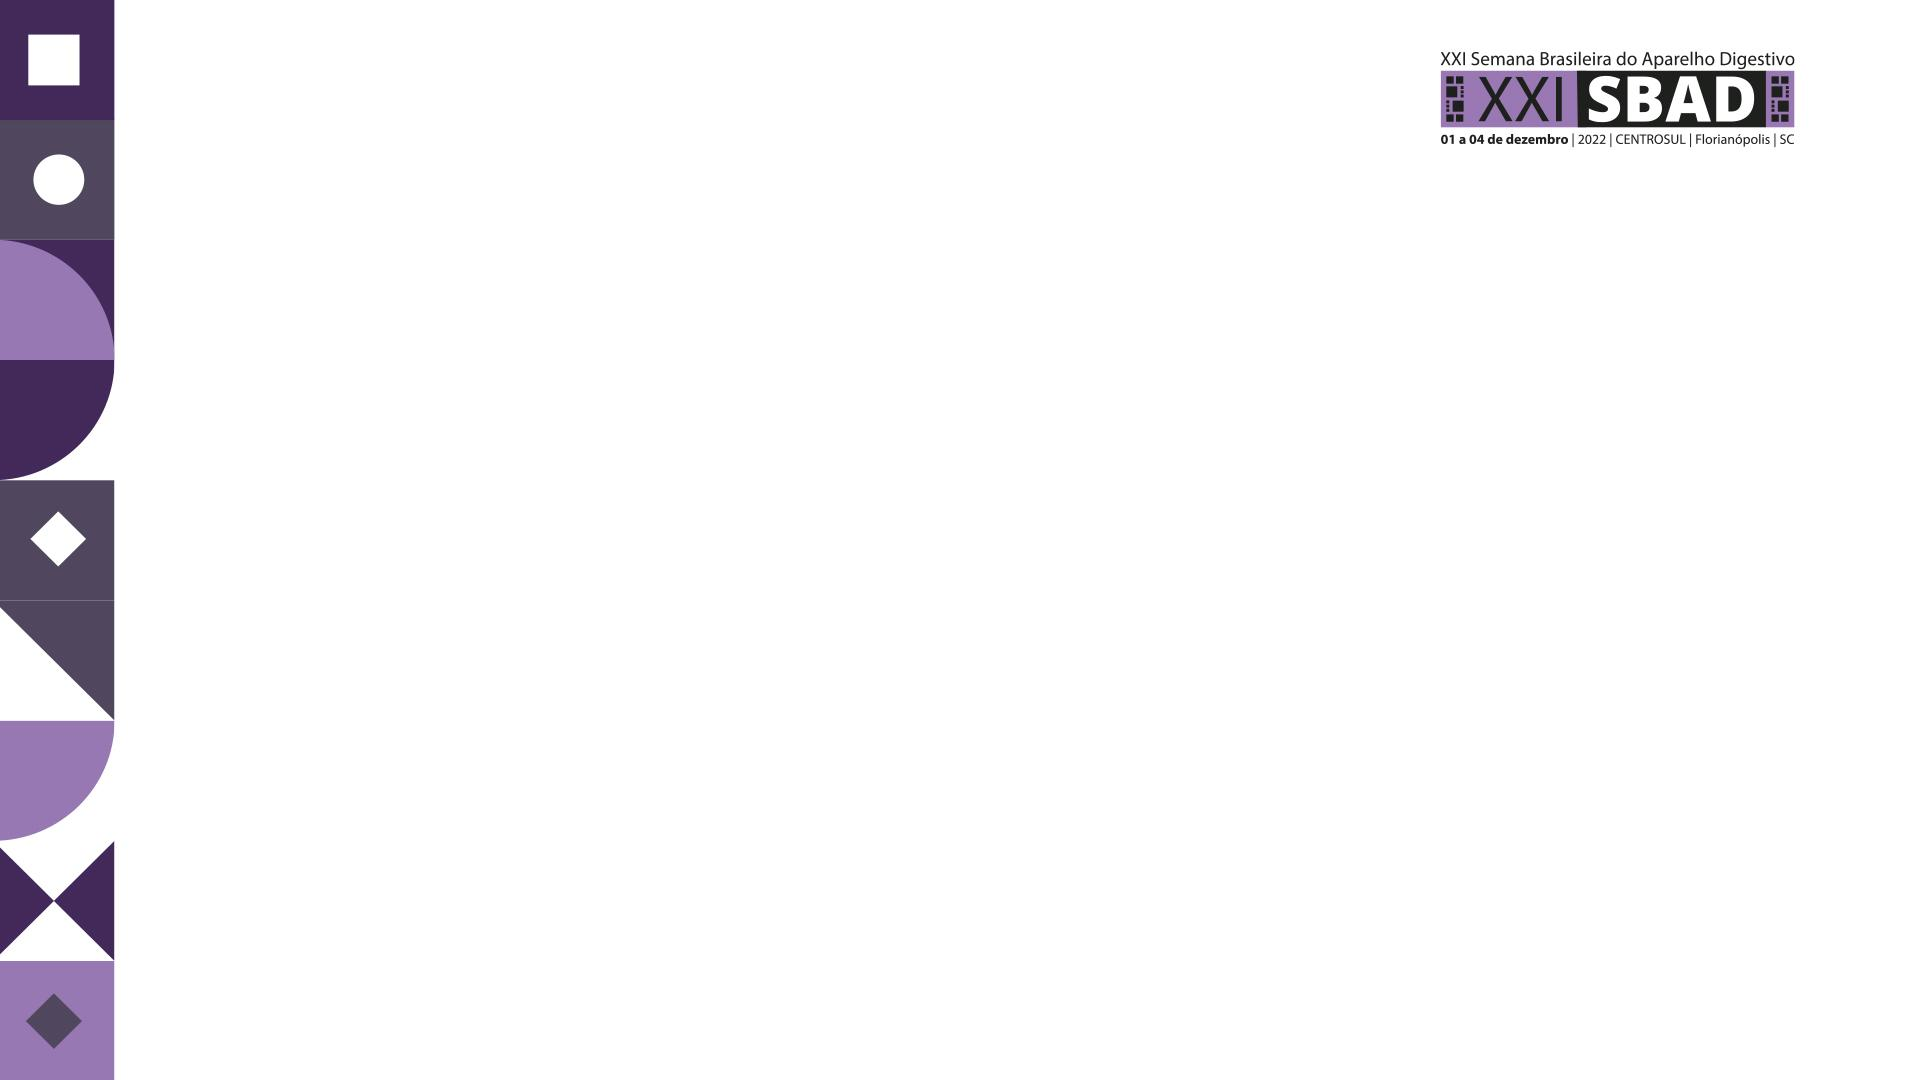 XXI Semana Brasileira do Aparelho Digestivo
XXI SBAD
01 a 04 de dezembro | 2022 | CENTROSUL | Florianópolis | SC